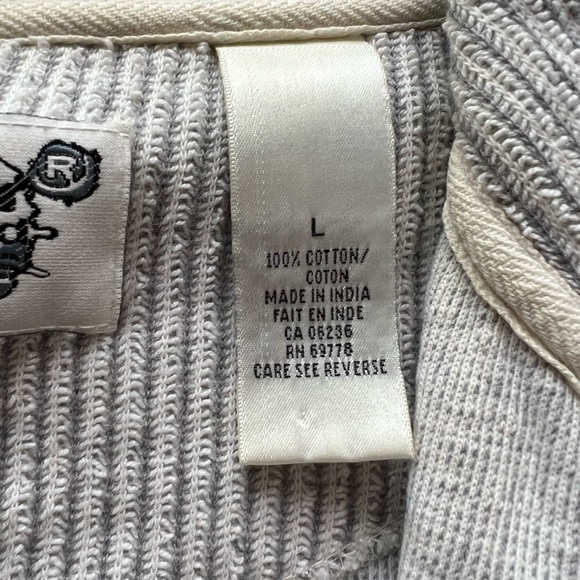 ®
L
100% COTTON/
COTON
MADE IN INDIA
FAIT EN INDE
CA 06236
RN 69778
CARE SEE REVERSE